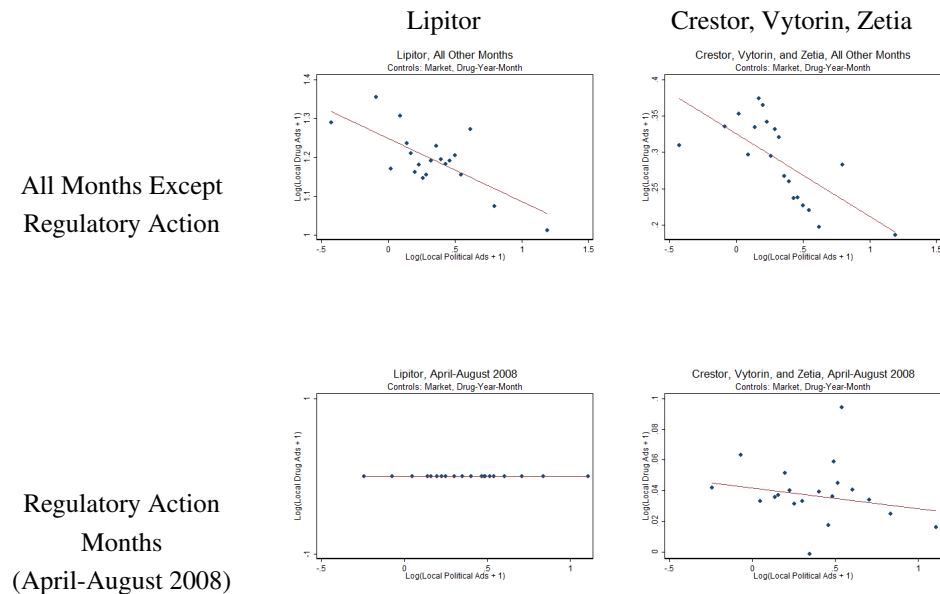 Lipitor
Crestor, Vytorin, Zetia
All Months Except
Regulatory Action
Lipitor, All Other Months
Controls: Market, Drug-Year-Month
Log(Local Drug Ads + 1)
1.4
1.3
1.2
1.1
1
-.5
0
.5
1
1.5
Log(Local Political Ads + 1)
Crestor, Vytorin, and Zetia, All Other Months
Controls: Market, Drug-Year-Month
Log(Local Drug Ads + 1)
.4
.35
.3
.25
.2
-.5
0
.5
1
1.5
Log(Local Political Ads + 1)
Regulatory Action
Months
(April-August 2008)
Lipitor, April-August 2008
Controls: Market, Drug-Year-Month
Log(Local Drug Ads + 1)
1
-1
-.5
0
.5
1
Log(Local Political Ads + 1)
Crestor, Vytorin, and Zetia, April-August 2008
Controls: Market, Drug-Year-Month
Log(Local Drug Ads + 1)
.1
.08
.06
.04
.02
0
-.5
0
.5
1
Log(Local Political Ads + 1)